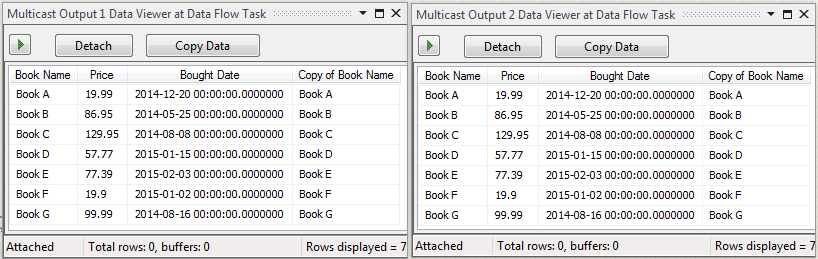 Multicast Output 1 Data Viewer at Data Flow Task
Detach Copy Data
Book Name Price Bought Date Copy of Book Name
Book A 19.99 2014-12-20 00:00:00.0000000 Book A
Book B 86.95 2014-05-25 00:00:00.0000000 Book B
Book C 129.95 2014-08-08 00:00:00.0000000 Book C
Book D 57.77 2015-01-15 00:00:00.0000000 Book D
Book E 77.39 2015-02-03 00:00:00.0000000 Book E
Book F 19.9 2015-01-02 00:00:00.0000000 Book F
Book G 99.99 2014-08-16 00:00:00.0000000 Book G
Attached Total rows: 0, buffers: 0 Rows displayed = 7
Multicast Output 2 Data Viewer at Data Flow Task
Detach Copy Data
Book Name Price Bought Date Copy of Book Name
Book A 19.99 2014-12-20 00:00:00.0000000 Book A
Book B 86.95 2014-05-25 00:00:00.0000000 Book B
Book C 129.95 2014-08-08 00:00:00.0000000 Book C
Book D 57.77 2015-01-15 00:00:00.0000000 Book D
Book E 77.39 2015-02-03 00:00:00.0000000 Book E
Book F 19.9 2015-01-02 00:00:00.0000000 Book F
Book G 99.99 2014-08-16 00:00:00.0000000 Book G
Attached Total rows: 0, buffers: 0 Rows displayed = 7